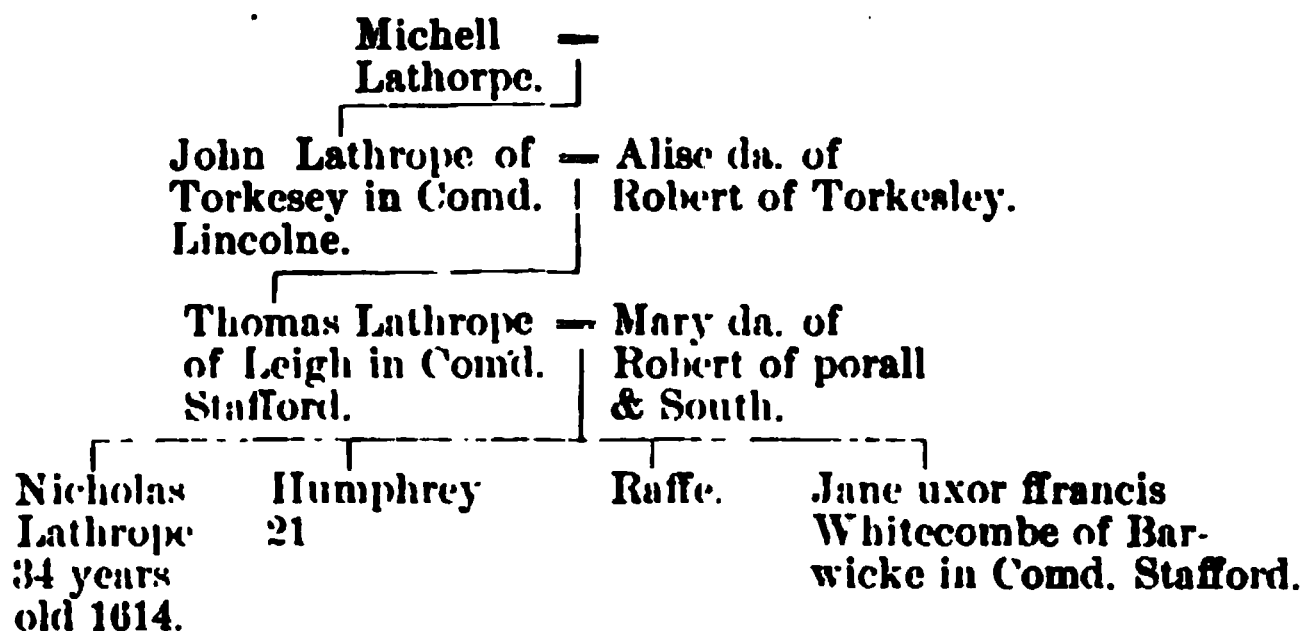 Michell
Lathorpe.
John Lathrope of
Torkesey in Comd.
Lincolne.
Alise da. of
Robert of Torkesley.
Thomas Lathrope
of Leigh in Com'd.
Stafford.
Mary da. of
Robert of porall
& South.
Nicholas
Lathrope
34 years
old 1614.
Humphrey
21
Raffe.
Jane uxor ffrancis
Whitecombe of Bar-
wicke in Comd. Stafford.